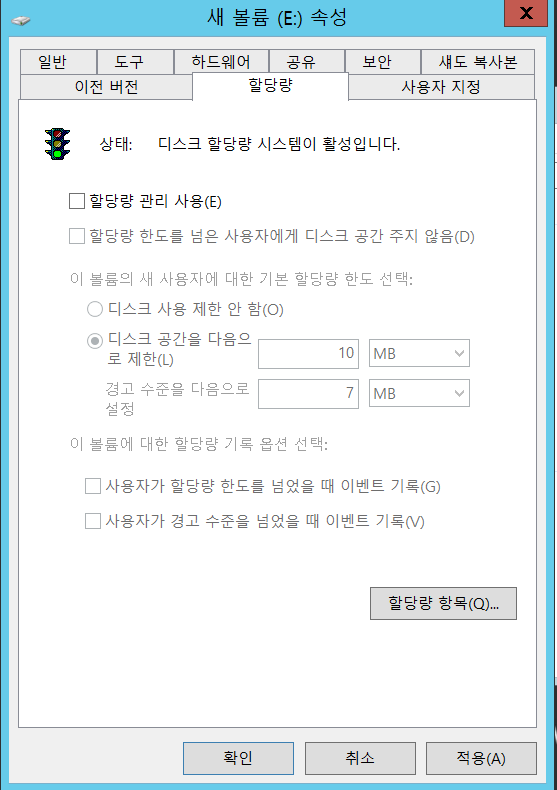 새 볼륨 (E:) 속성
X
일반
도구
하드웨어
공유
보안
섀도 복사본
이전 버전
할당량
사용자 지정
상태: 디스크 할당량 시스템이 활성입니다.
할당량 관리 사용(E)
할당량 한도를 넘은 사용자에게 디스크 공간 주지 않음(D)
이 볼륨의 새 사용자에 대한 기본 할당량 한도 선택:
디스크 사용 제한 안 함(O)
디스크 공간을 다음으
로 제한(L)
10
MB
경고 수준을 다음으로
설정
7
MB
이 볼륨에 대한 할당량 기록 옵션 선택:
사용자가 할당량 한도를 넘었을 때 이벤트 기록(G)
사용자가 경고 수준을 넘었을 때 이벤트 기록(V)
할당량 항목(Q)...
확인
취소
적용(A)